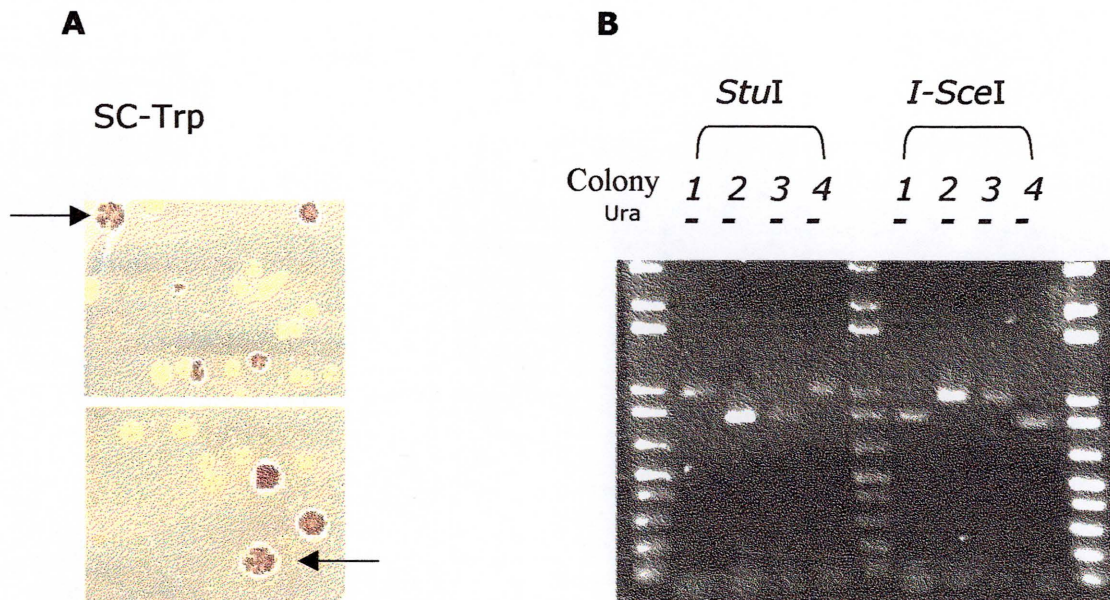 A
SC-Trp
B
StuI I-SceI
Colony 1 2 3 4 1 2 3 4
Ura - - - - - - - -